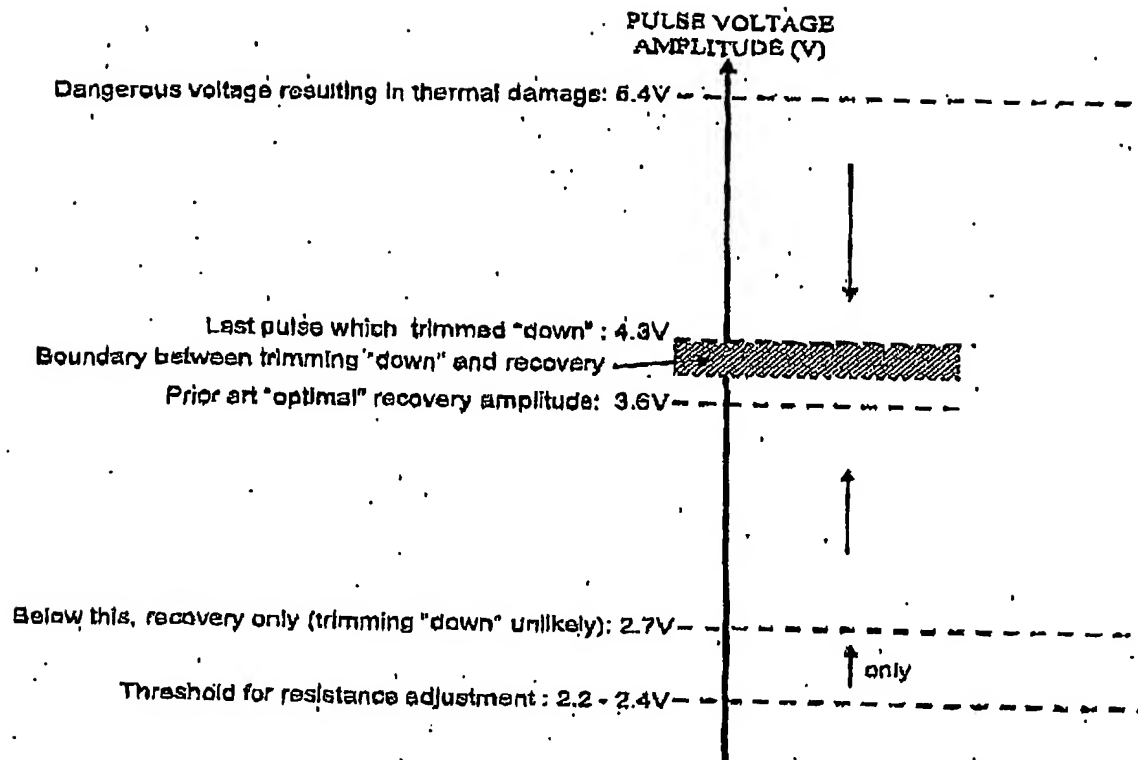 PULSE VOLTAGE
AMPLITUDE (V)
Dangerous voltage resulting in thermal damage: 5.4V
Last pulse which trimmed "down" : 4.3V
Boundary between trimming "down" and recovery
Prior art "optimal" recovery amplitude: 3.6V
Below this, recovery only (trimming "down" unlikely): 2.7V
only
Threshold for resistance adjustment : 2.2 - 2.4V